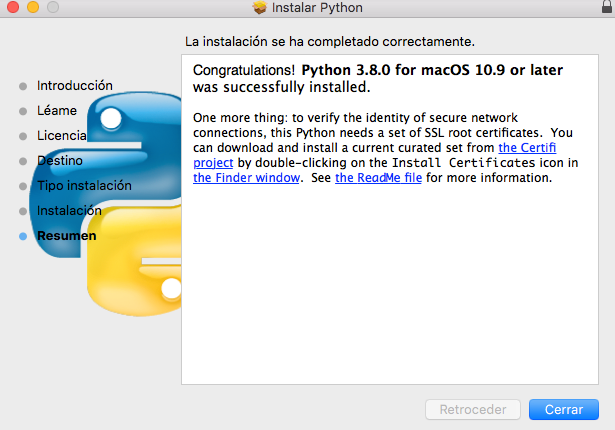 Instalar Python
La instalación se ha completado correctamente.
Introducción
Léame
Licencia
Destino
Tipo instalación
Instalación
Resumen
Congratulations! Python 3.8.0 for macOS 10.9 or later
was successfully installed.
One more thing: to verify the identity of secure network
connections, this Python needs a set of SSL root certificates.  You
can download and install a current curated set from the Certifi
project by double-clicking on the Install Certificates icon in
the Finder window.  See the ReadMe file for more information.
Retroceder
Cerrar